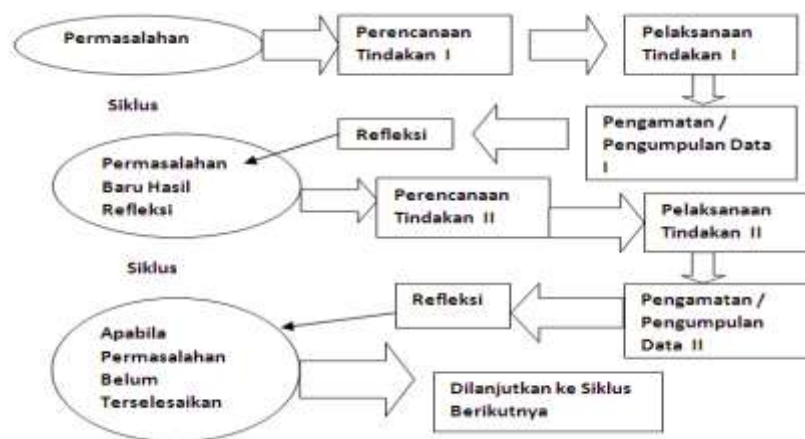 Permasalahan
Perencanaan
Tindakan I
Pelaksanaan
Tindakan I
Siklus
Refleksi
Pengamatan /
Pengumpulan Data
I
Permasalahan
Baru Hasil
Refleksi
Perencanaan
Tindakan II
Pelaksanaan
Tindakan II
Siklus
Refleksi
Pengamatan /
Pengumpulan
Data II
Apabila
Permasalahan
Belum
Terselesaikan
Dilanjutkan ke Siklus
Berikutnya